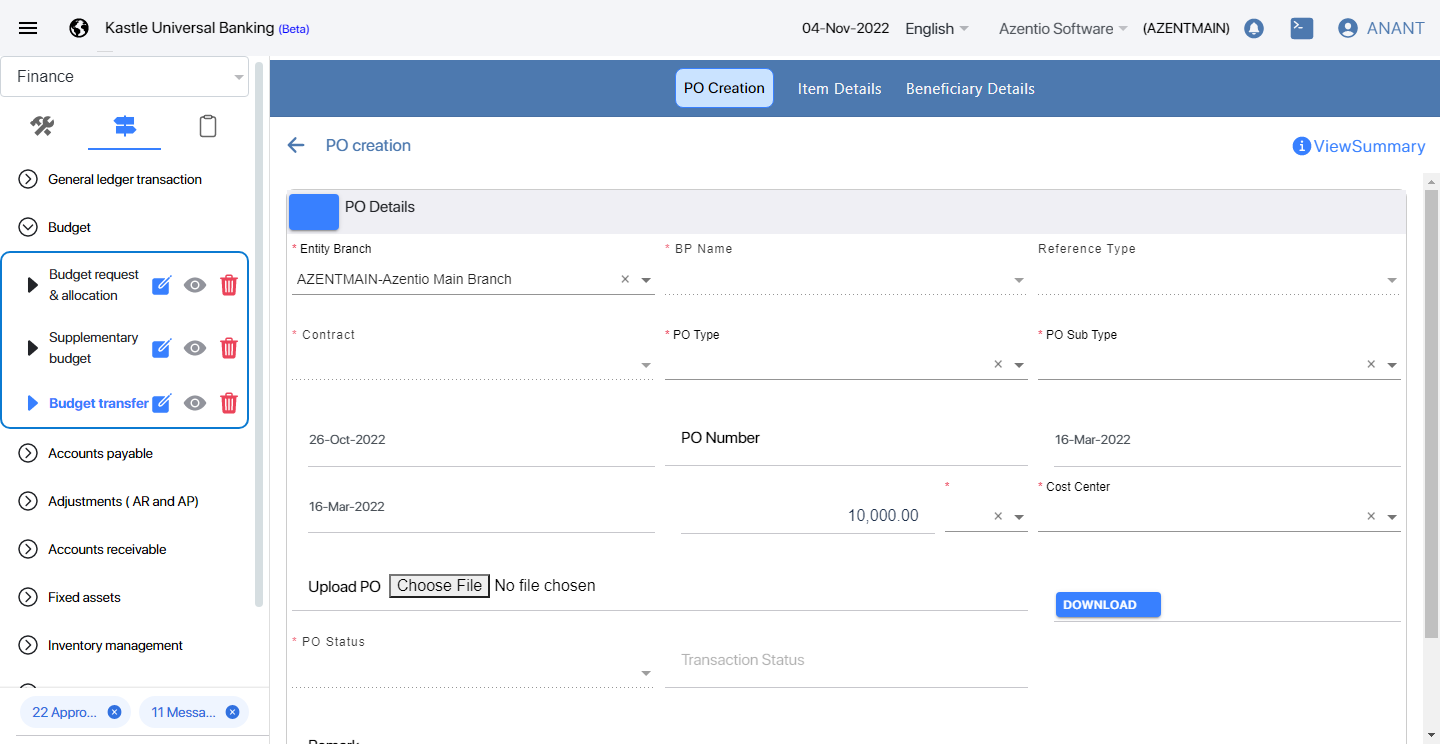 Kastle Universal Banking (Beta)
04-Nov-2022
English
Azentio Software
(AZENTMAIN)
ANANT
Finance
General ledger transaction
Budget
Budget request
& allocation
Supplementary
budget
Budget transfer
Accounts payable
Adjustments ( AR and AP)
Accounts receivable
Fixed assets
Inventory management
22 Appro...
11 Messa...
PO Creation
Item Details
Beneficiary Details
PO creation
ViewSummary
PO Details
* Entity Branch
* BP Name
Reference Type
AZENTMAIN-Azentio Main Branch
* Contract
* PO Type
* PO Sub Type
26-Oct-2022
PO Number
16-Mar-2022
16-Mar-2022
10,000.00
*
* Cost Center
Upload PO Choose File No file chosen
DOWNLOAD
* PO Status
Transaction Status
Remark